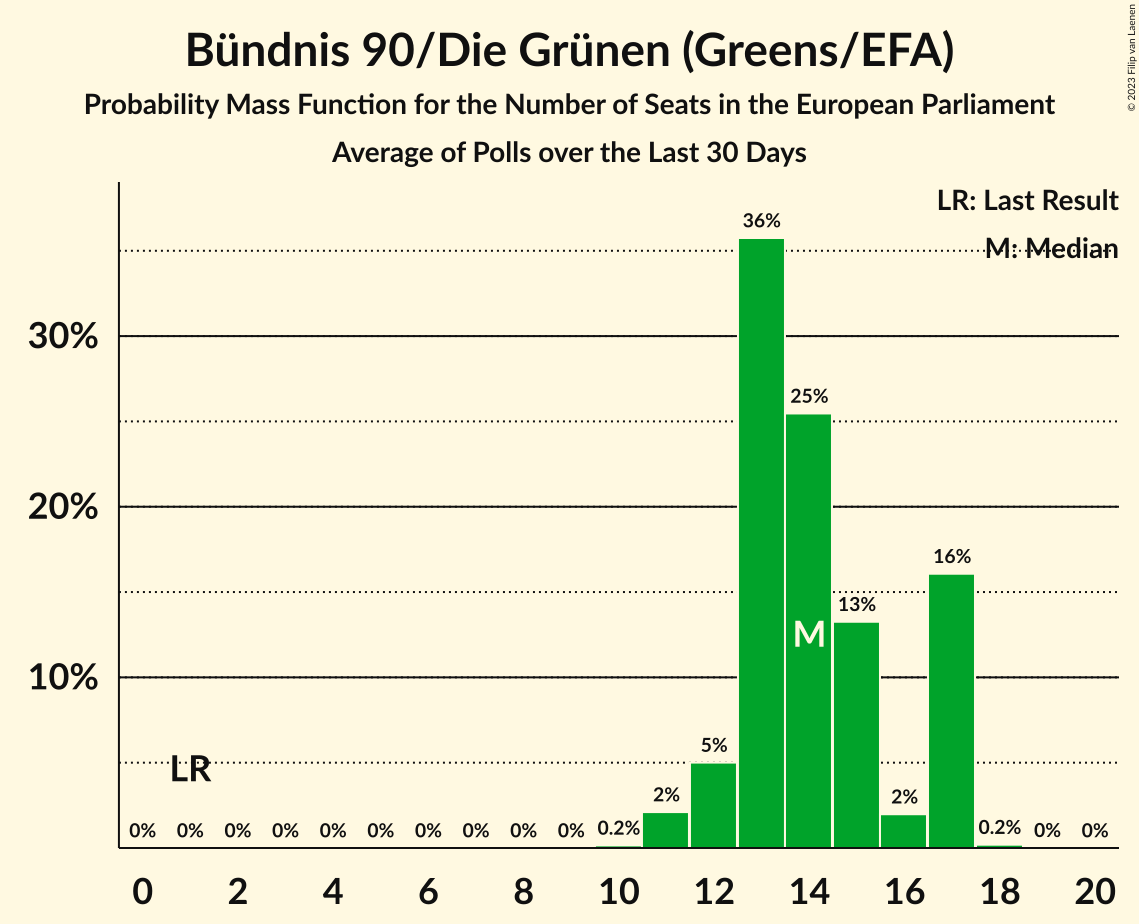 Bündnis 90/Die Grünen (Greens/EFA)
Probability Mass Function for the Number of Seats in the European Parliament
Average of Polls over the Last 30 Days
© 2023 Filip van Laenen
LR: Last Result
M: Median
30%
20%
10%
36%
25%
16%
13%
M
5%
LR
2%
2%
0% 0% 0% 0% 0% 0% 0% 0% 0% 0% 0.2% 0.2% 0% 0%
0 2 4 6 8 10 12 14 16 18 20